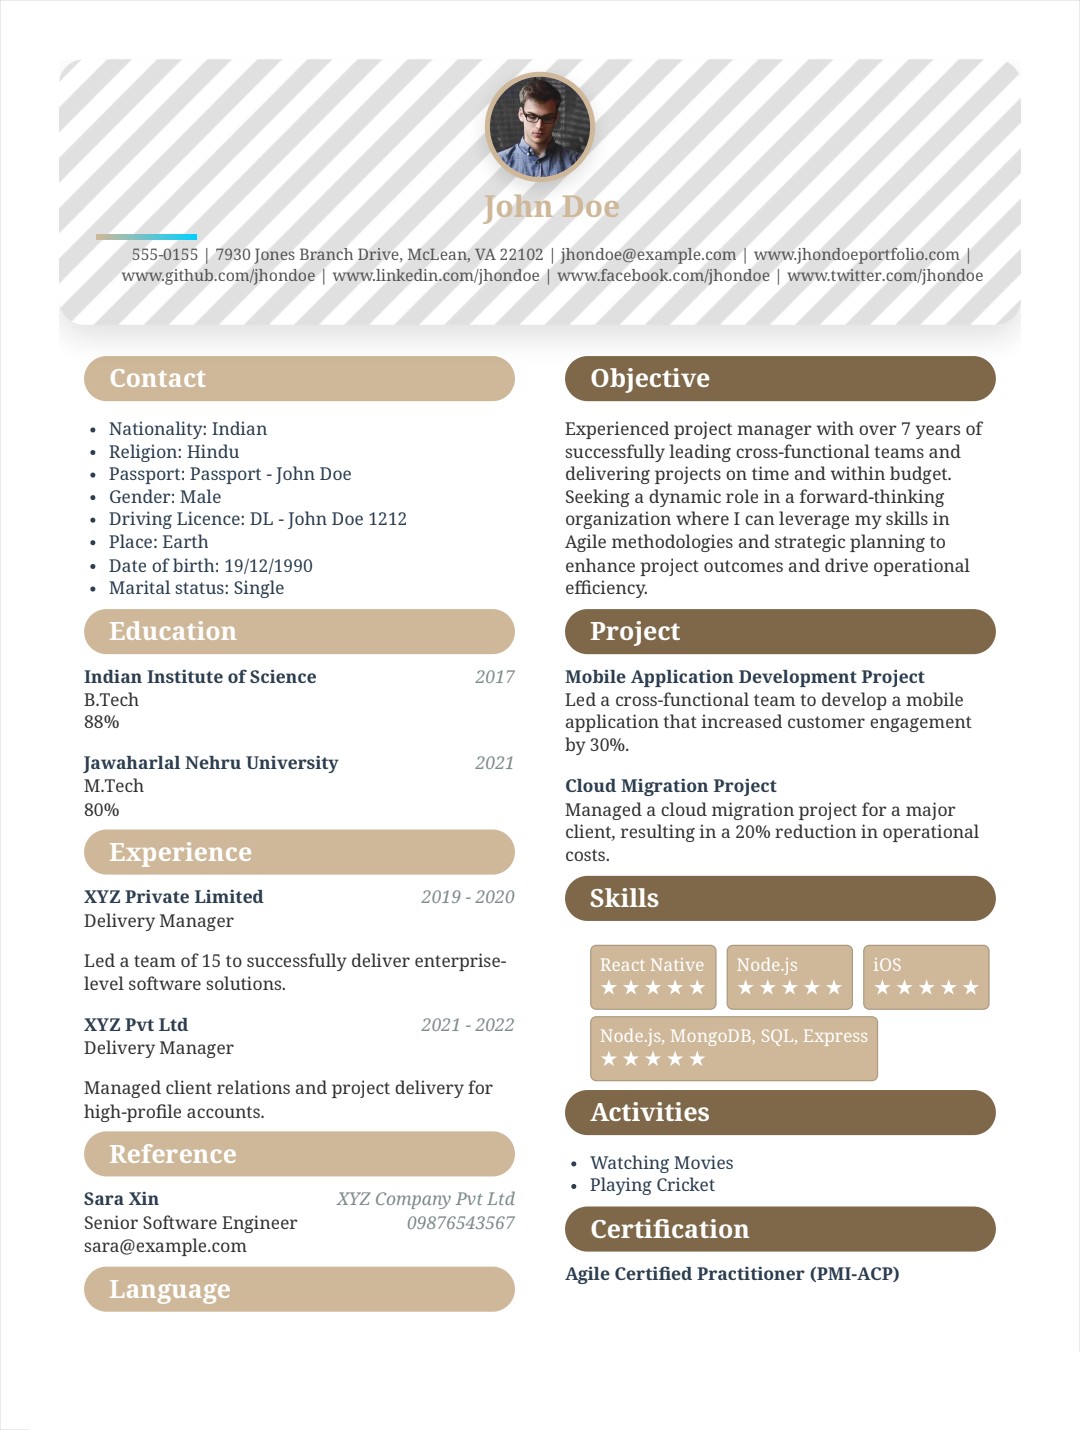 John Doe
555-0155 | 7930 Jones Branch Drive, McLean, VA 22102 | jhondoe@example.com | www.jhondoeportfolio.com |
www.github.com/jhondoe | www.linkedin.com/jhondoe | www.facebook.com/jhondoe | www.twitter.com/jhondoe
Contact
• Nationality: Indian
• Religion: Hindu
• Passport: Passport - John Doe
• Gender: Male
• Driving Licence: DL - John Doe 1212
• Place: Earth
• Date of birth: 19/12/1990
• Marital status: Single
Education
Indian Institute of Science 2017
B.Tech
88%
Jawaharlal Nehru University 2021
M.Tech
80%
Experience
XYZ Private Limited 2019 - 2020
Delivery Manager
Led a team of 15 to successfully deliver enterprise-
level software solutions.
XYZ Pvt Ltd 2021 - 2022
Delivery Manager
Managed client relations and project delivery for
high-profile accounts.
Reference
Sara Xin XYZ Company Pvt Ltd
Senior Software Engineer 09876543567
sara@example.com
Language
Objective
Experienced project manager with over 7 years of
successfully leading cross-functional teams and
delivering projects on time and within budget.
Seeking a dynamic role in a forward-thinking
organization where I can leverage my skills in
Agile methodologies and strategic planning to
enhance project outcomes and drive operational
efficiency.
Project
Mobile Application Development Project
Led a cross-functional team to develop a mobile
application that increased customer engagement
by 30%.
Cloud Migration Project
Managed a cloud migration project for a major
client, resulting in a 20% reduction in operational
costs.
Skills
React Native Node.js iOS
★★★★★ ★★★★★ ★★★★★
Node.js, MongoDB, SQL, Express
★★★★★
Activities
• Watching Movies
• Playing Cricket
Certification
Agile Certified Practitioner (PMI-ACP)